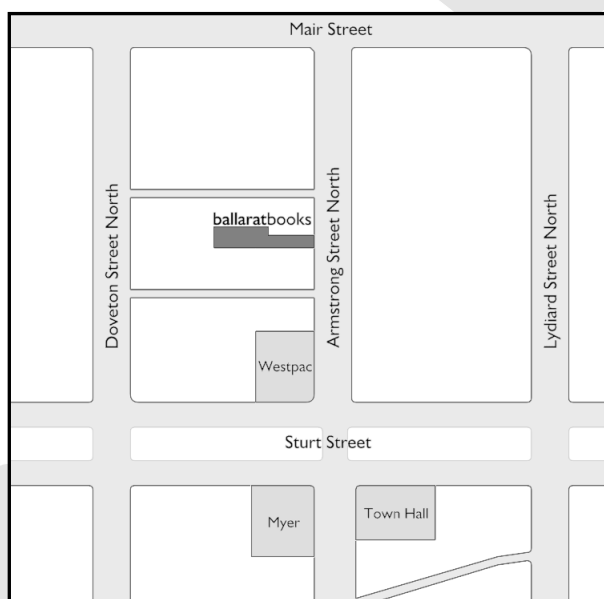 Mair Street
ballaratbooks
Doveton Street North
Armstrong Street North
Lydiard Street North
Westpac
Sturt Street
Myer
Town Hall